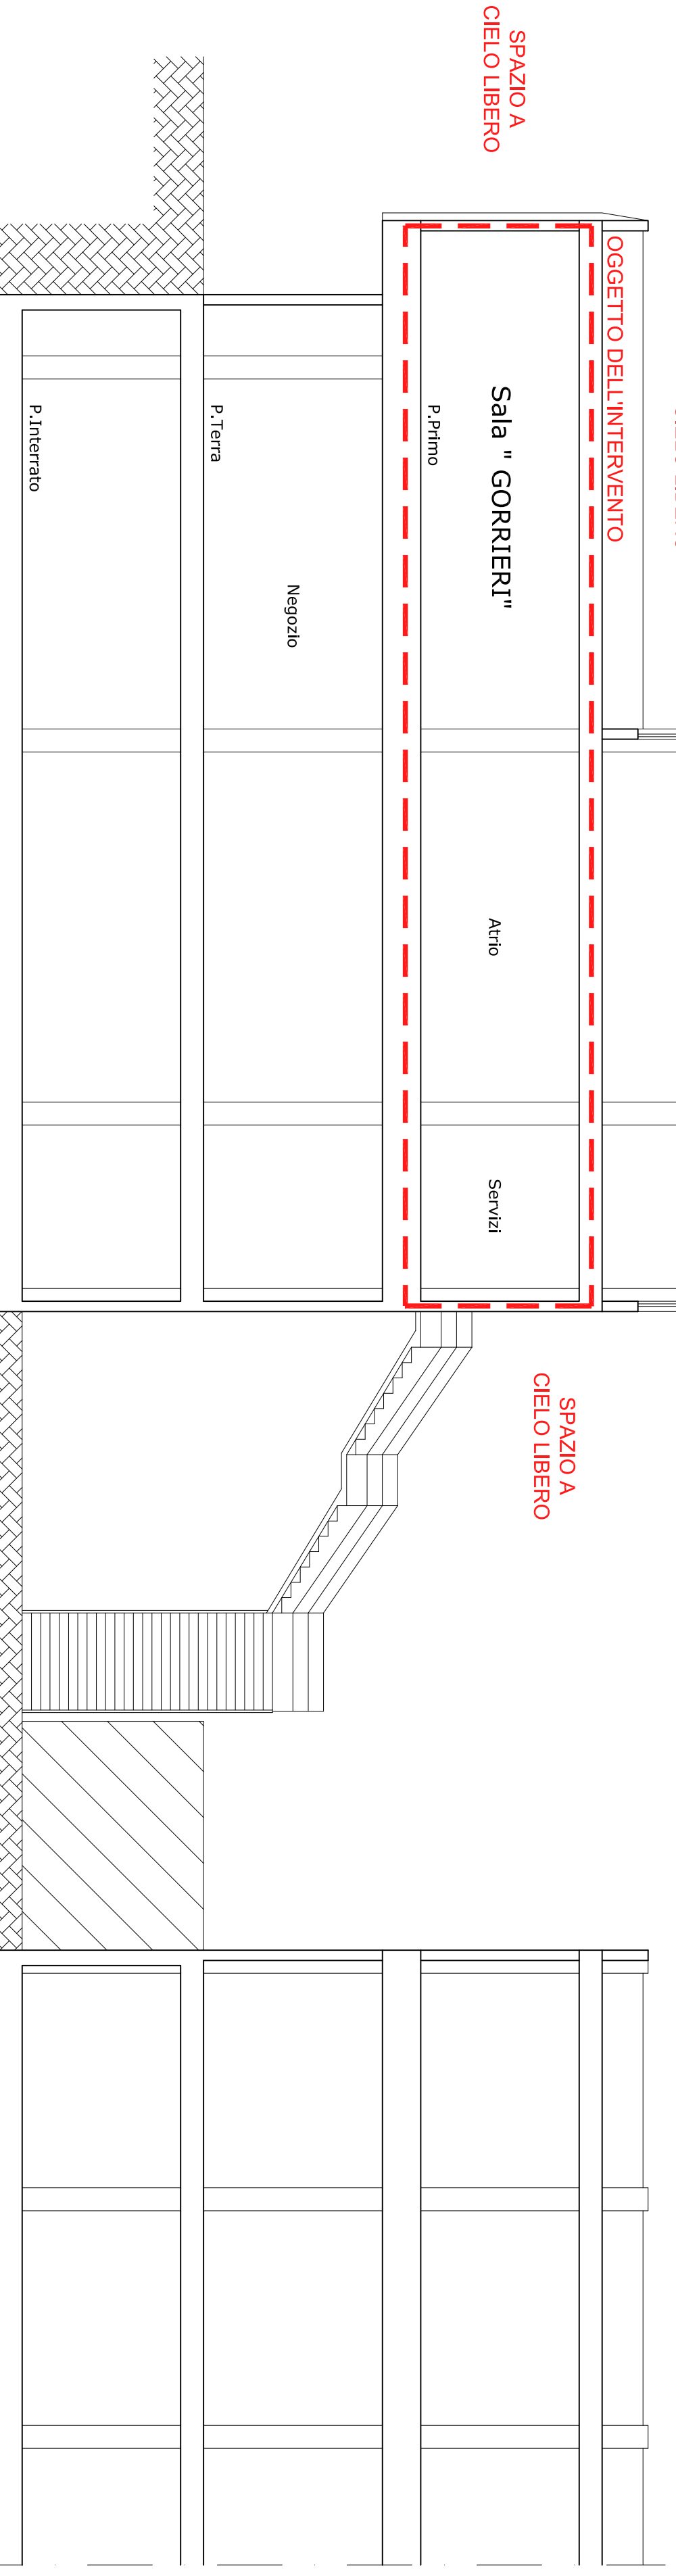 SPAZIO A
CIELO LIBERO
OGGETTO DELL'INTERVENTO
Sala " GORRIERI"
P.Primo
Atrio
Servizi
SPAZIO A
CIELO LIBERO
P.Terra
Negozio
P.Interrato